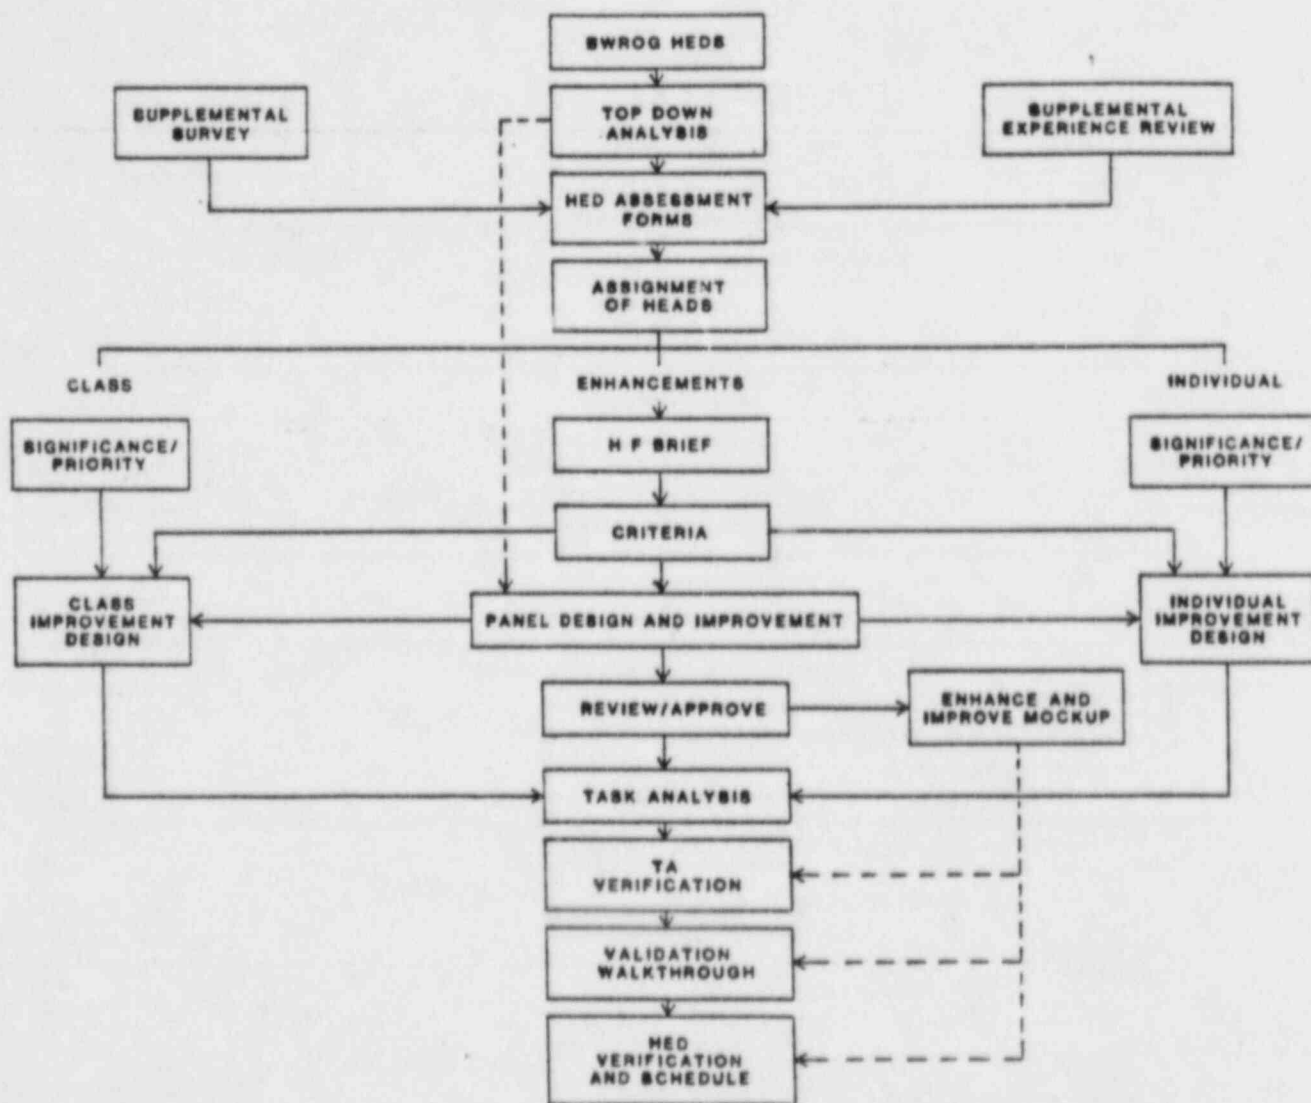 BWROG HEDS
SUPPLEMENTAL
SURVEY
TOP DOWN
ANALYSIS
SUPPLEMENTAL
EXPERIENCE REVIEW
HED ASSESSMENT
FORMS
ASSIGNMENT
OF HEADS
CLASS
ENHANCEMENTS
INDIVIDUAL
SIGNIFICANCE/
PRIORITY
H F BRIEF
SIGNIFICANCE/
PRIORITY
CRITERIA
CLASS
IMPROVEMENT
DESIGN
PANEL DESIGN AND IMPROVEMENT
INDIVIDUAL
IMPROVEMENT
DESIGN
REVIEW/APPROVE
ENHANCE AND
IMPROVE MOCKUP
TASK ANALYSIS
TA
VERIFICATION
VALIDATION
WALKTHROUGH
HED
VERIFICATION
AND SCHEDULE